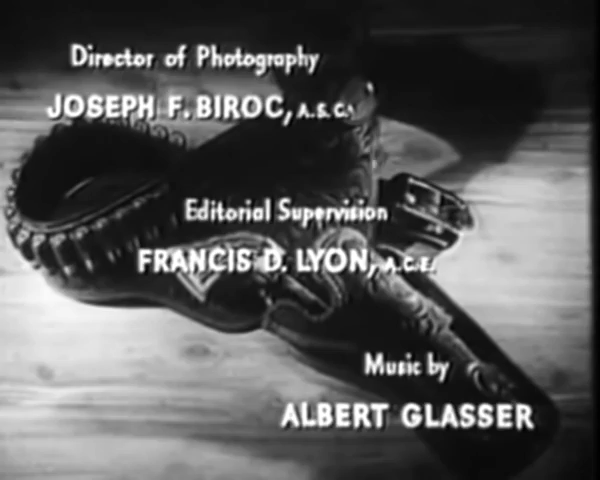 Director of Photography
JOSEPH F. BIROC, A.S.C.
Editorial Supervision
FRANCIS D. LYON, A.C.E.
Music by
ALBERT GLASSER